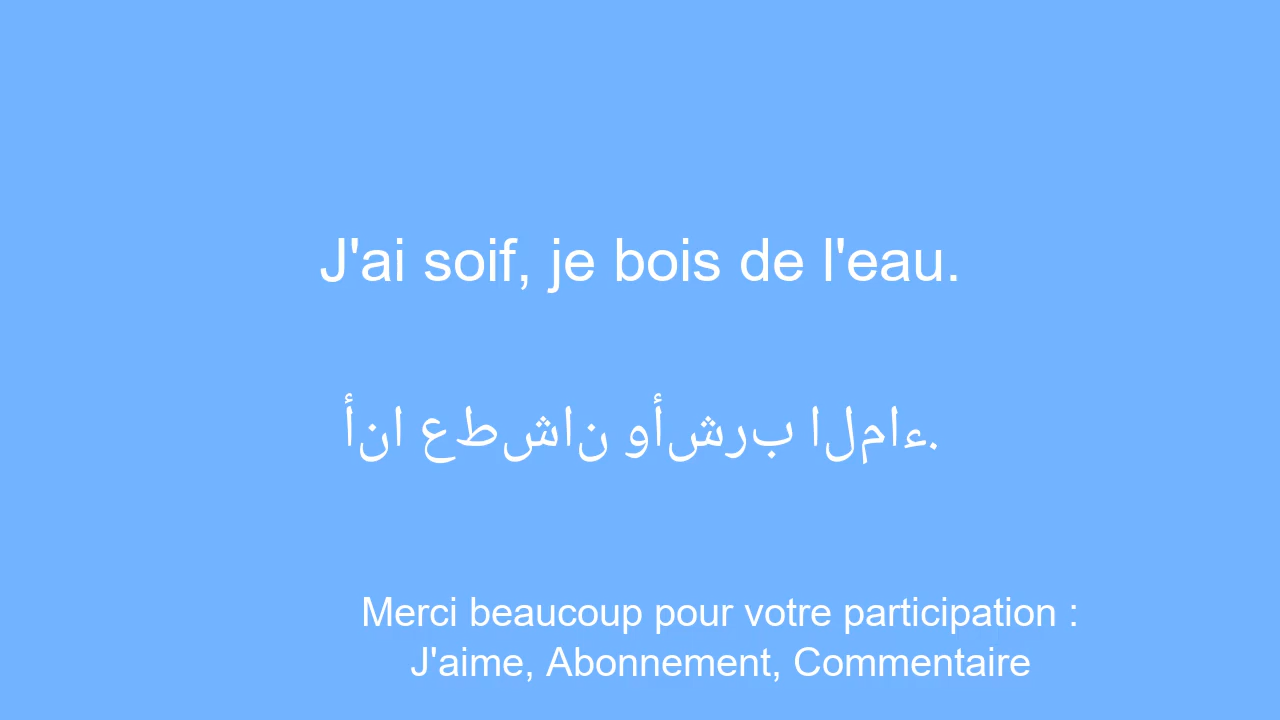 J'ai soif, je bois de l'eau.
أنا عطشان وأشرب الماء.
Merci beaucoup pour votre participation :
J'aime, Abonnement, Commentaire